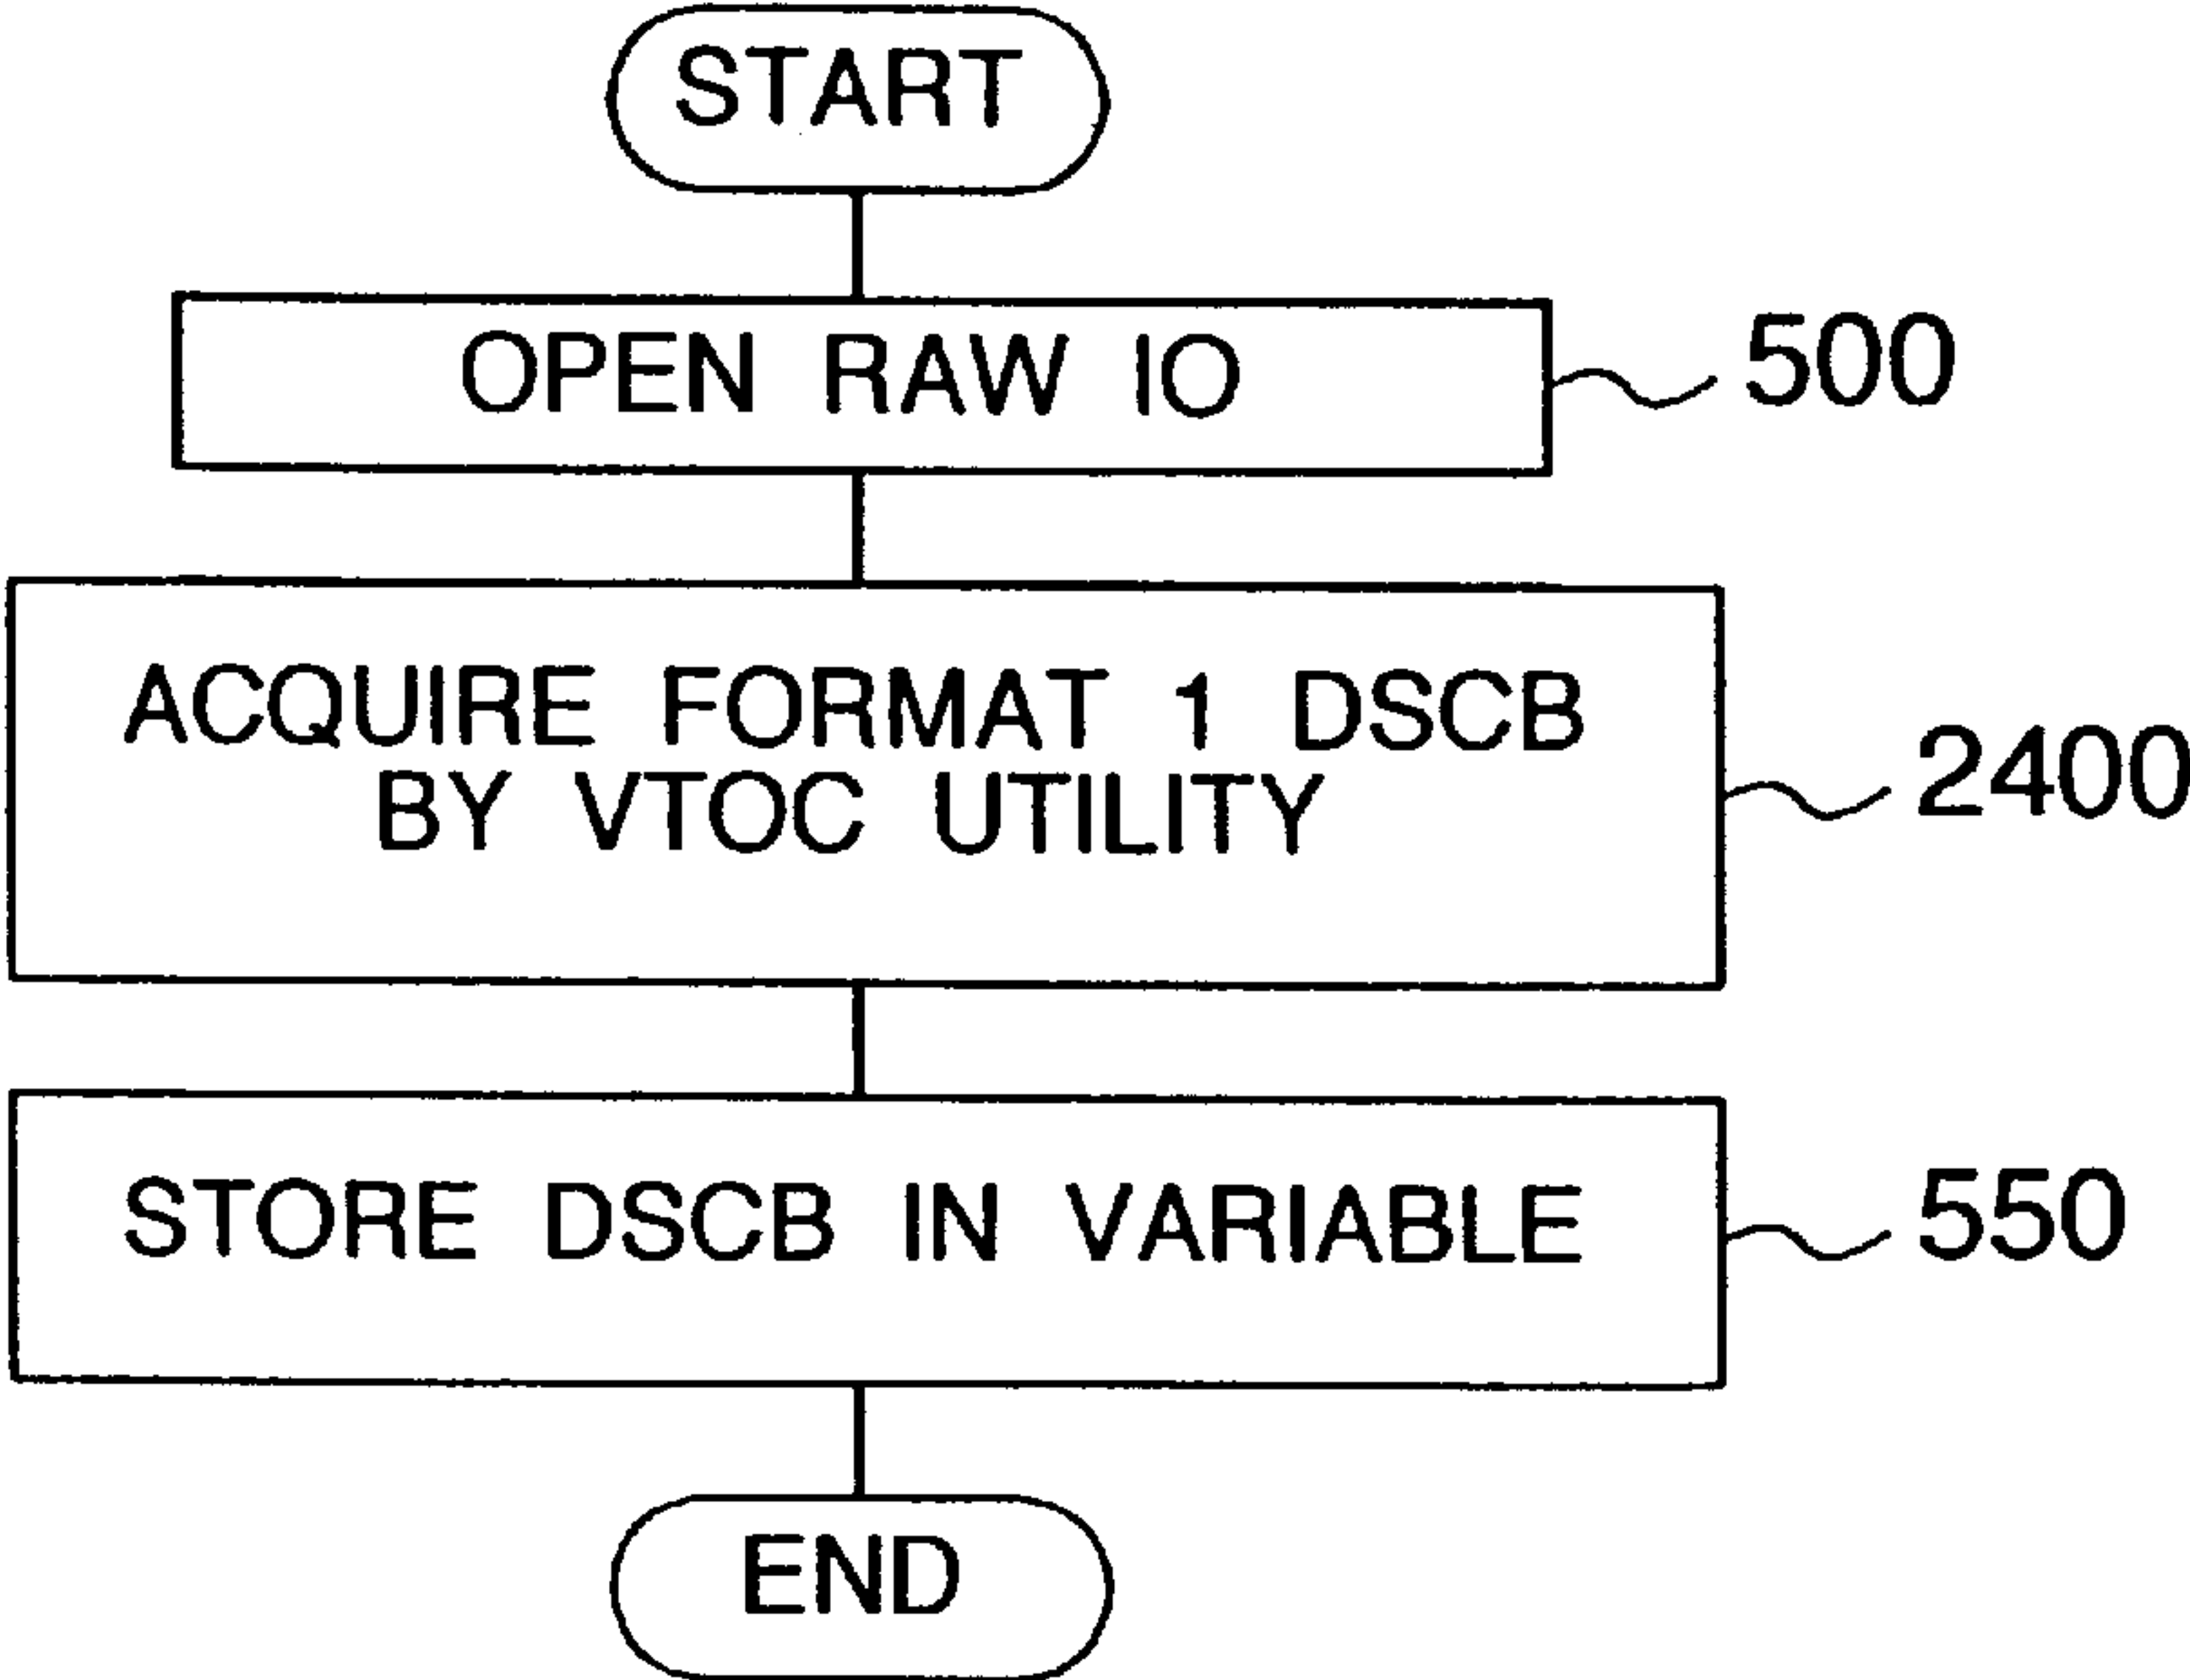 START
OPEN RAW IO
500
ACQUIRE FORMAT 1 DSCB
BY VTOC UTILITY
2400
STORE DSCB IN VARIABLE
550
END